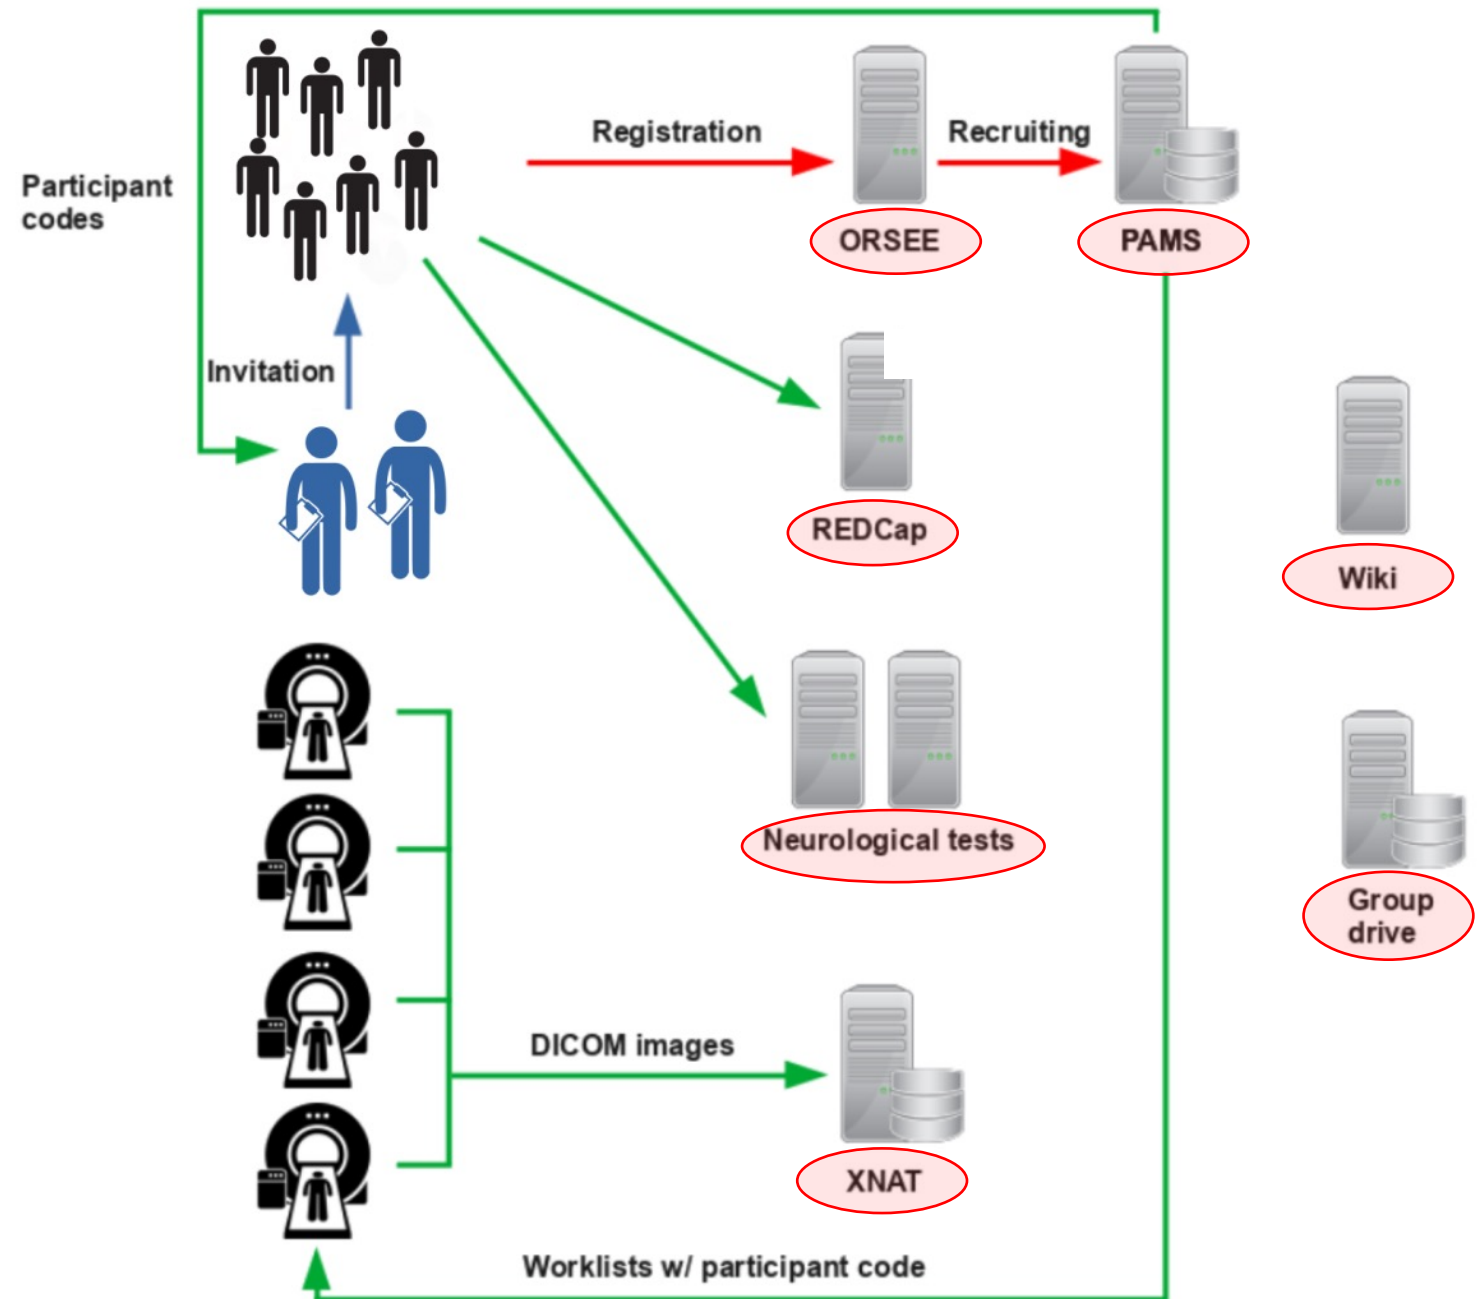 Registration
Recruiting
Participant
codes
ORSEE
PAMS
Invitation
REDCap
Wiki
Neurological tests
Group
drive
DICOM images
XNAT
Worklists w/ participant code